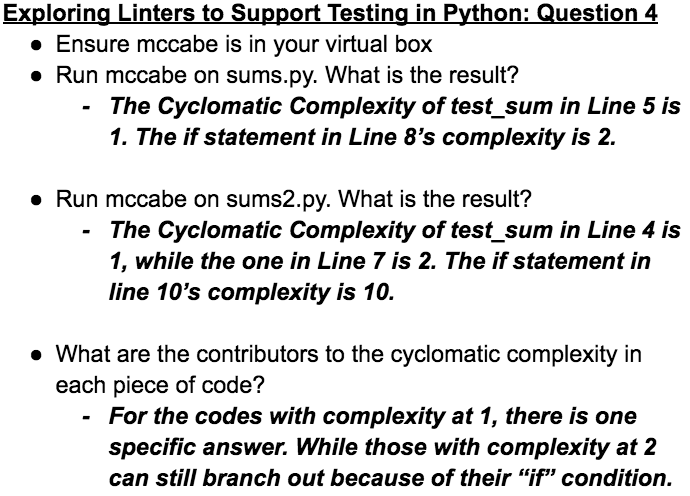 Exploring Linters to Support Testing in Python: Question 4
● Ensure mccabe is in your virtual box
● Run mccabe on sums.py. What is the result?
- The Cyclomatic Complexity of test_sum in Line 5 is
1. The if statement in Line 8’s complexity is 2.
● Run mccabe on sums2.py. What is the result?
- The Cyclomatic Complexity of test_sum in Line 4 is
1, while the one in Line 7 is 2. The if statement in
line 10’s complexity is 10.
● What are the contributors to the cyclomatic complexity in
each piece of code?
- For the codes with complexity at 1, there is one
specific answer. While those with complexity at 2
can still branch out because of their “if” condition.